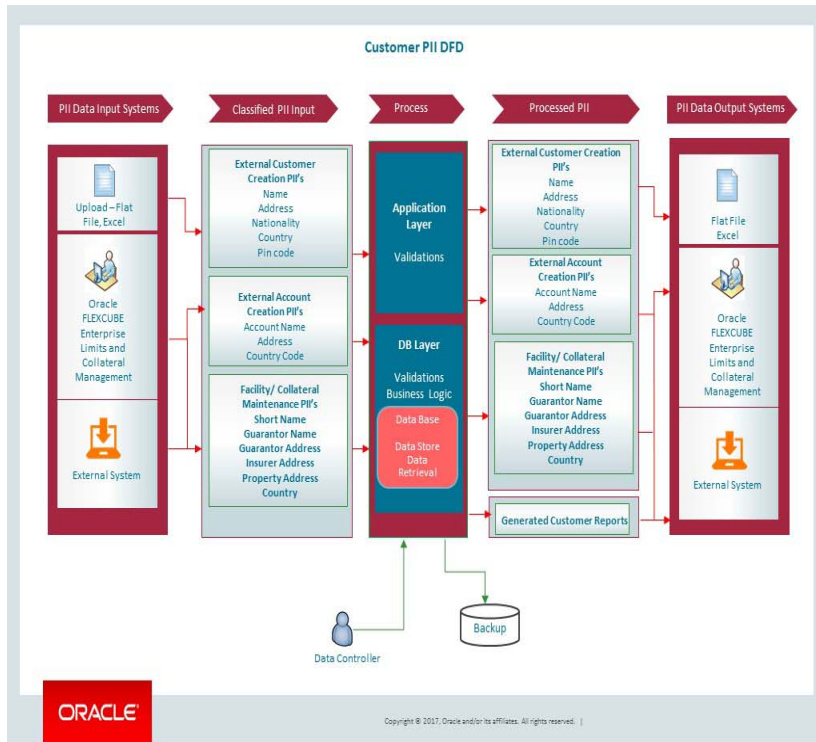 Customer PII DFD
PII Data Input Systems
Classified PII Input
Process
Processed PII
PII Data Output Systems
Upload – Flat
File, Excel
Oracle
FLEXCUBE
Enterprise
Limits and
Collateral
Management
External System
External Customer
Creation PII's
Name
Address
Nationality
Country
Pin code
External Account
Creation PII's
Account Name
Address
Country Code
Facility/ Collateral
Maintenance PII's
Short Name
Guarantor Name
Guarantor Address
Insurer Address
Property Address
Country
Application
Layer
Validations
DB Layer
Validations
Business Logic
Data Base
Data Store
Data
Retrieval
External Customer Creation
PII's
Name
Address
Nationality
Country
Pin code
External Account
Creation PII's
Account Name
Address
Country Code
Facility/ Collateral
Maintenance PII's
Short Name
Guarantor Name
Guarantor Address
Insurer Address
Property Address
Country
Generated Customer Reports
Flat File
Excel
Oracle
FLEXCUBE
Enterprise
Limits and
Collateral
Management
External System
Data Controller
Backup
ORACLE®
Copyright © 2017, Oracle and/or its affiliates. All rights reserved. |